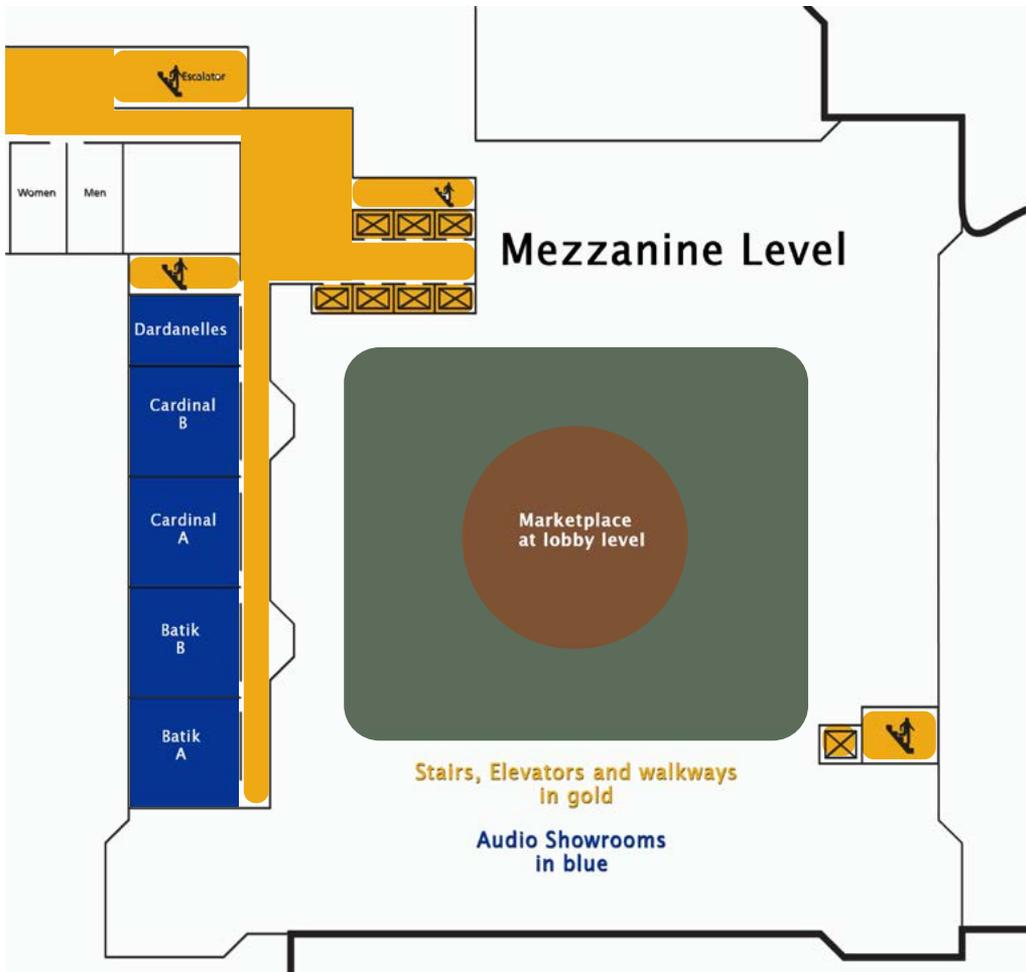 Escalator
Women
Men
Mezzanine Level
Dardanelles
Cardinal
B
Cardinal
A
Marketplace
at lobby level
Batik
B
Batik
A
Stairs, Elevators and walkways
in gold
Audio Showrooms
in blue